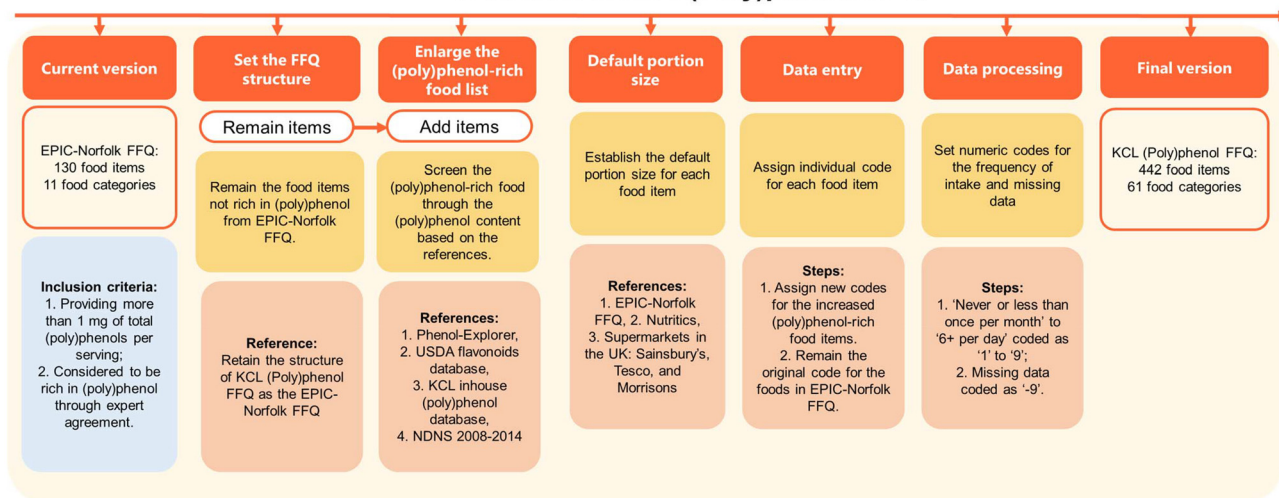 Current version
EPIC-Norfolk FFQ:
130 food items
11 food categories
Inclusion criteria:
1. Providing more
than 1 mg of total
(poly)phenols per
serving;
2. Considered to be
rich in (poly)phenol
through expert
agreement.
Set the FFQ
structure
Remain items
Remain the food items
not rich in (poly)phenol
from EPIC-Norfolk
FFQ.
Reference:
Retain the structure
of KCL (Poly)phenol
FFQ as the EPIC-
Norfolk FFQ
Enlarge the
(poly)phenol-rich
food list
Add items
Screen the
(poly)phenol-rich food
through the
(poly)phenol content
based on the
references.
References:
1. Phenol-Explorer,
2. USDA flavonoids
database,
3. KCL inhouse
(poly)phenol
database,
4. NDNS 2008-2014
Default portion
size
Establish the default
portion size for each
food item
References:
1. EPIC-Norfolk
FFQ, 2. Nutritics,
3. Supermarkets in
the UK: Sainsbury's,
Tesco, and
Morrisons
Data entry
Assign individual code
for each food item
Steps:
1. Assign new codes
for the increased
(poly)phenol-rich
food items.
2. Remain the
original code for the
foods in EPIC-Norfolk
FFQ.
Data processing
Set numeric codes for
the frequency of
intake and missing
data
Steps:
1. ‘Never or less than
once per month’ to
‘6+ per day’ coded as
‘1’ to ‘9’;
2. Missing data
coded as ‘-9’.
Final version
KCL (Poly)phenol FFQ:
442 food items
61 food categories